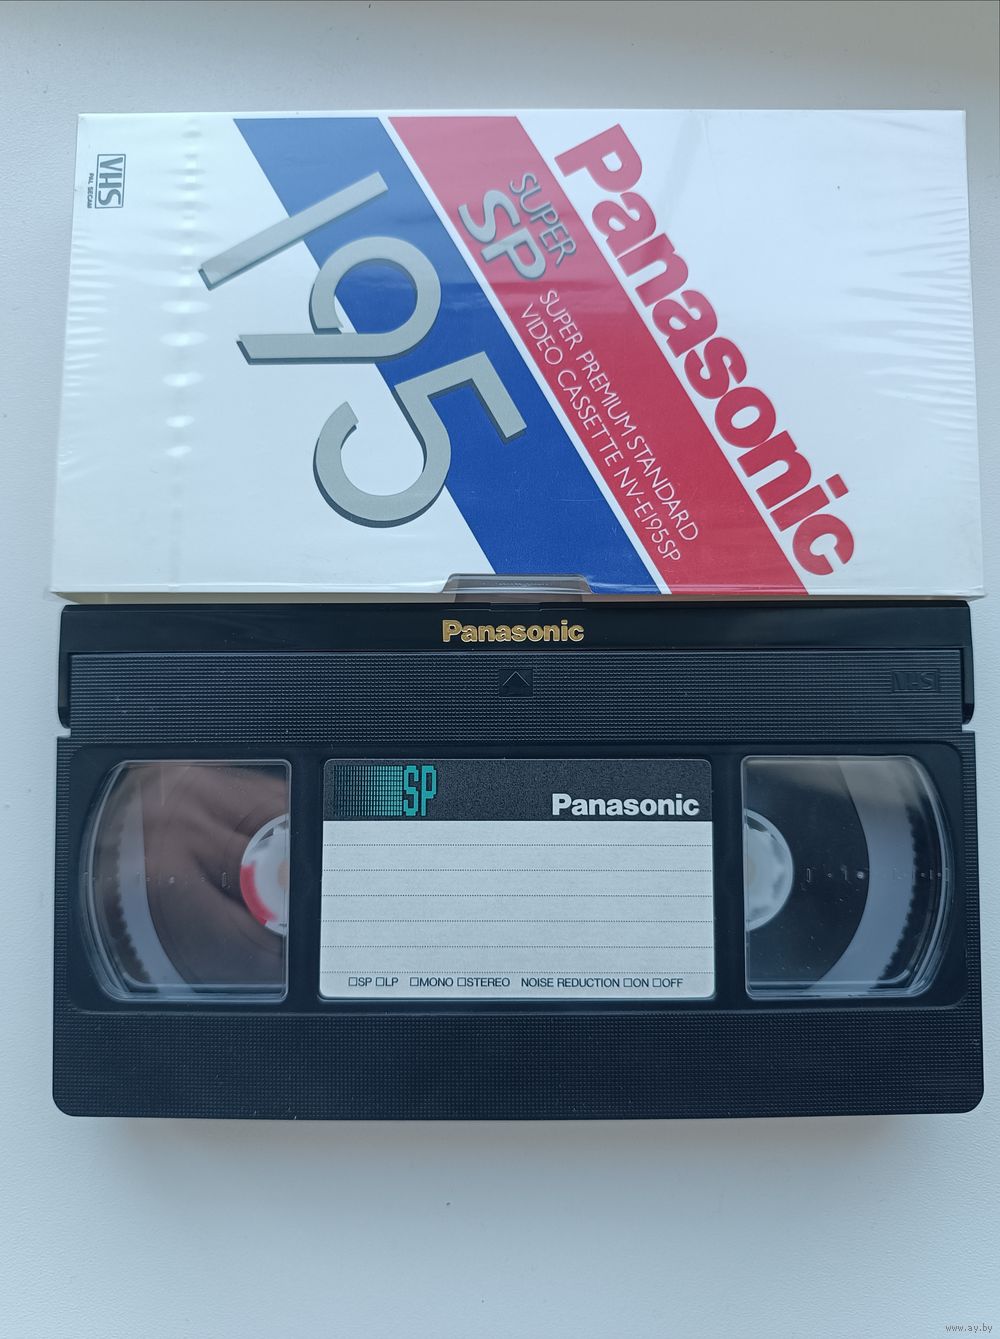 VHS
PAL SECAM
195
SUPER
SP
SUPER PREMIUM STANDARD
VIDEO CASSETTE NV-E195SP
Panasonic
Panasonic
VHS
SP
Panasonic
□SP □LP □MONO □STEREO NOISE REDUCTION □ON □OFF
www.ay.by